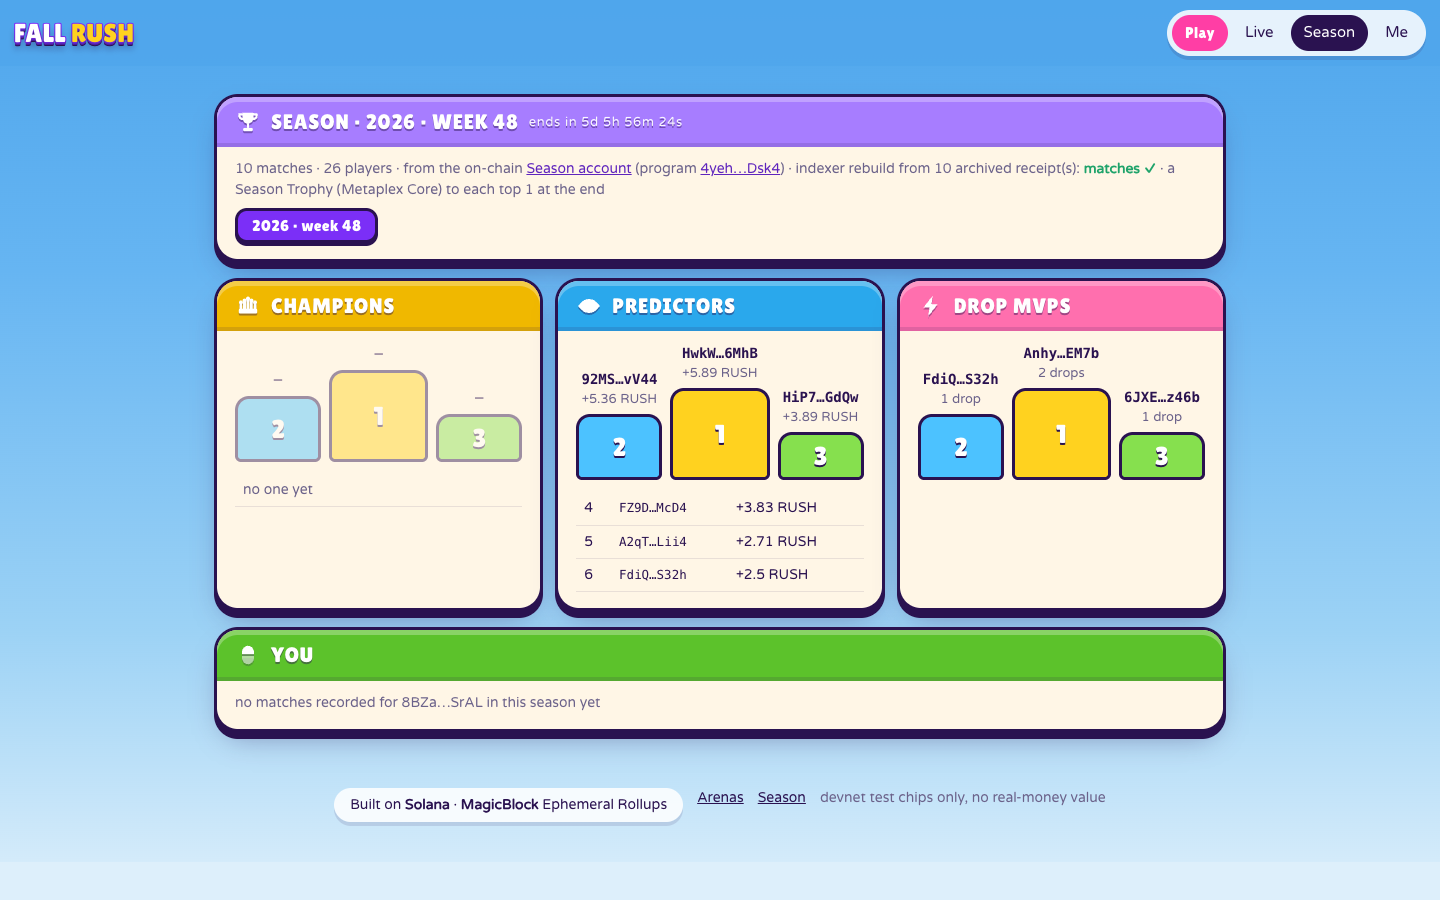 FALL RUSH
Play Live Season Me
SEASON · 2026 · WEEK 48 ends in 5d 5h 56m 24s
10 matches · 26 players · from the on-chain Season account (program 4yeh…Dsk4) · indexer rebuild from 10 archived receipt(s): matches ✓ · a
Season Trophy (Metaplex Core) to each top 1 at the end
2026 · week 48
CHAMPIONS
–
–
–
2
1
3
no one yet
PREDICTORS
HwkW…6MhB
+5.89 RUSH
92MS…vV44
+5.36 RUSH
HiP7…GdQw
+3.89 RUSH
2
1
3
4 FZ9D…McD4 +3.83 RUSH
5 A2qT…Lii4 +2.71 RUSH
6 FdiQ…S32h +2.5 RUSH
DROP MVPS
Anhy…EM7b
2 drops
FdiQ…S32h
1 drop
6JXE…z46b
1 drop
2
1
3
YOU
no matches recorded for 8BZa…SrAL in this season yet
Built on Solana · MagicBlock Ephemeral Rollups Arenas Season devnet test chips only, no real-money value